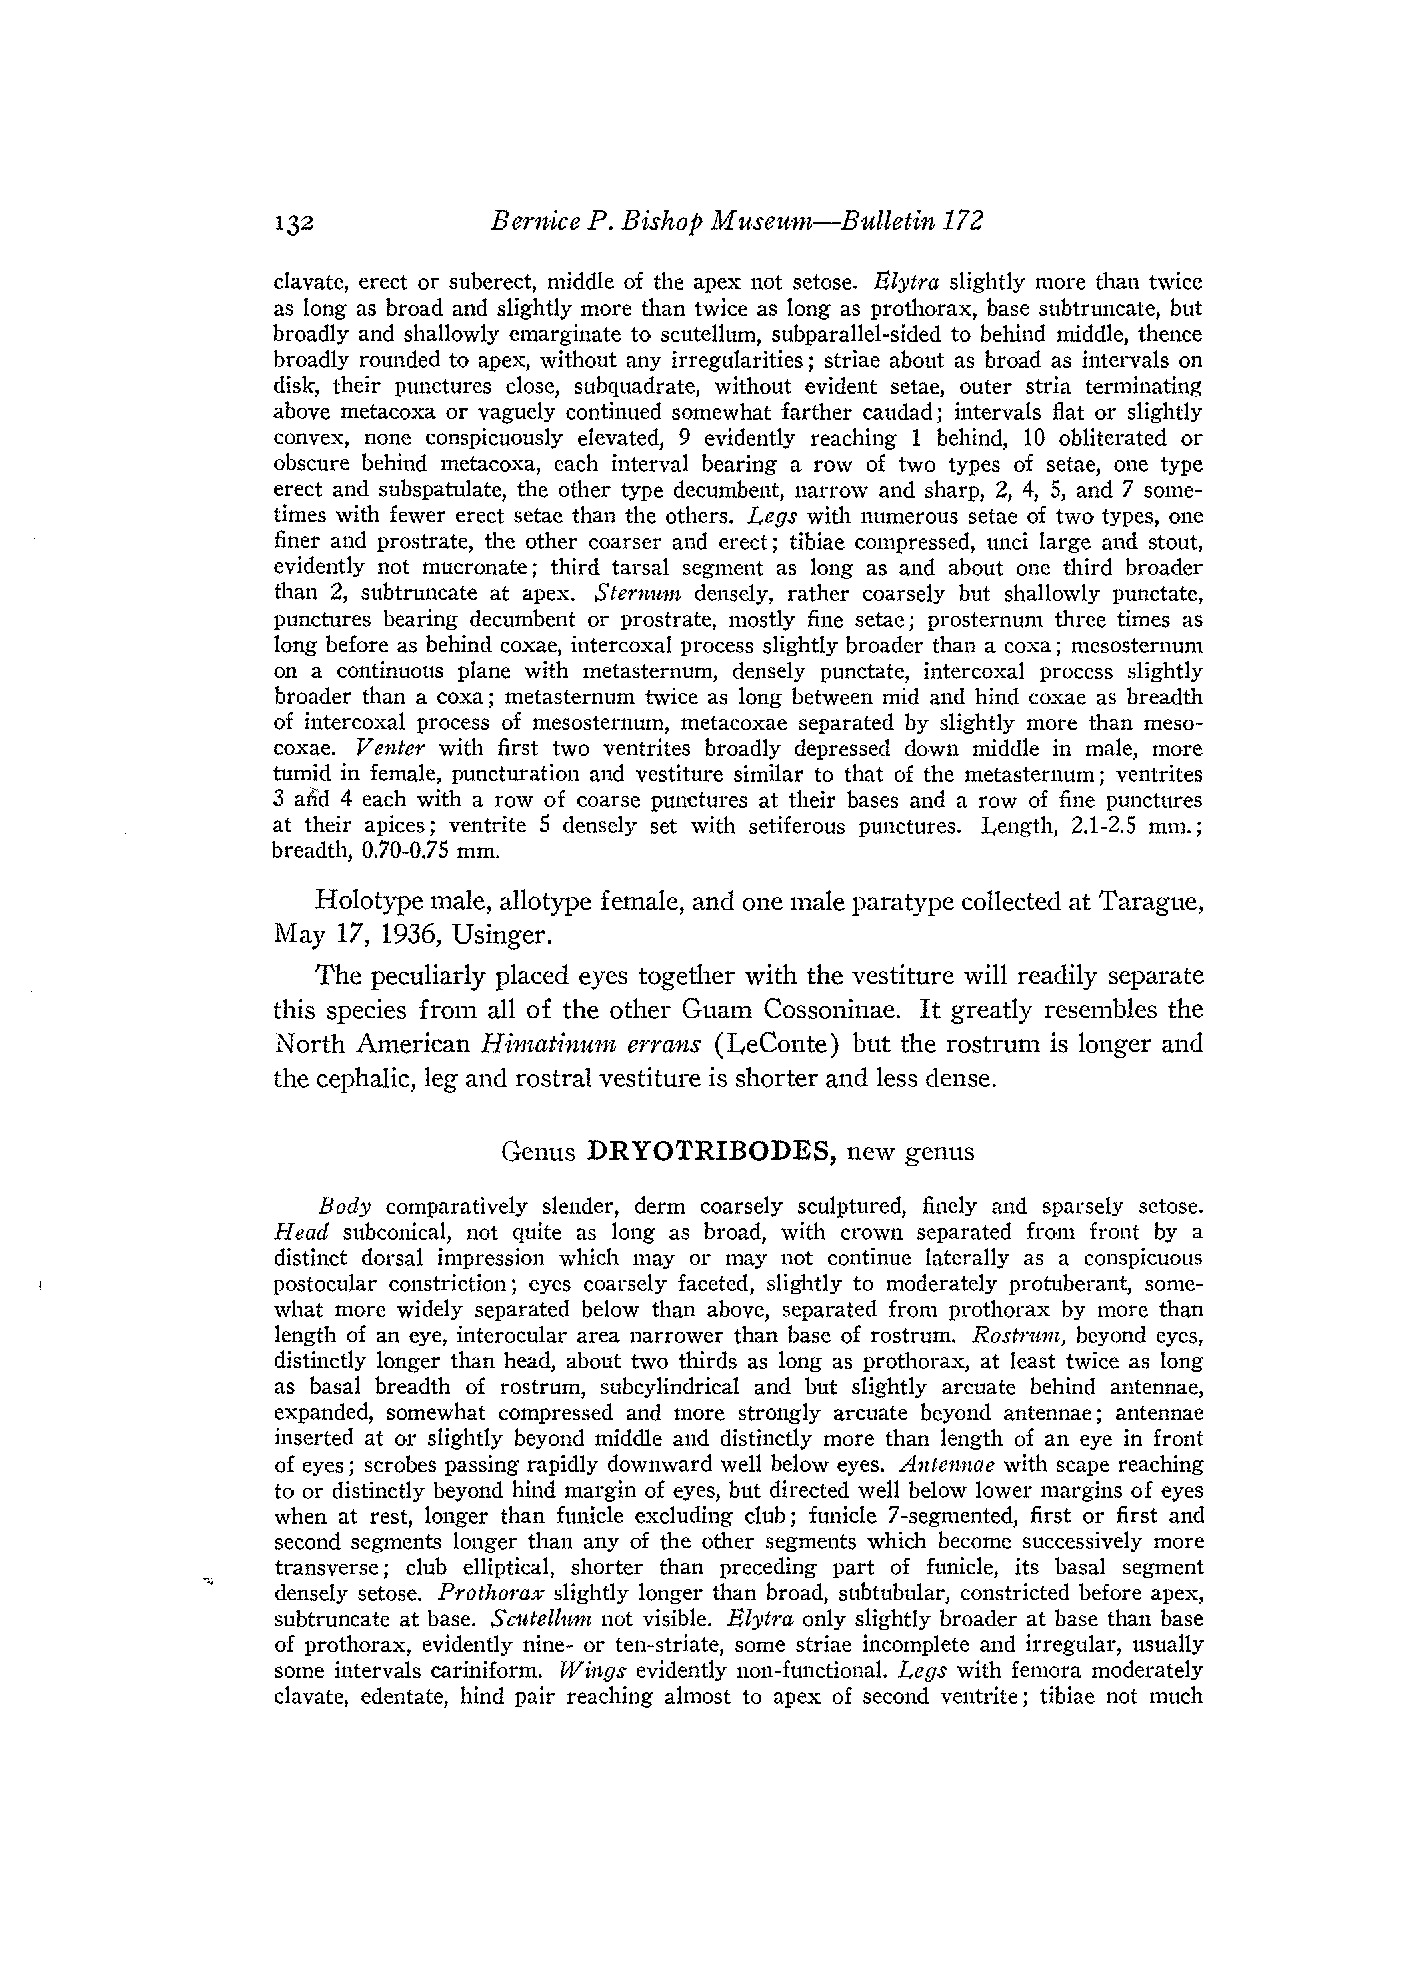 132 Bernice P. Bishop Museum—Bulletin 172
clavate, erect or suberect, middle of the apex not setose. Elytra slightly more than twice
as long as broad and slightly more than twice as long as prothorax, base subtruncate, but
broadly and shallowly emarginate to scutellum, subparallel-sided to behind middle, thence
broadly rounded to apex, without any irregularities; striae about as broad as intervals on
disk, their punctures close, subquadrate, without evident setae, outer stria terminating
above metacoxa or vaguely continued somewhat farther caudad; intervals flat or slightly
convex, none conspicuously elevated, 9 evidently reaching 1 behind, 10 obliterated or
obscure behind metacoxa, each interval bearing a row of two types of setae, one type
erect and subspatulate, the other type decumbent, narrow and sharp, 2, 4, 5, and 7 some-
times with fewer erect setae than the others. Legs with numerous setae of two types, one
finer and prostrate, the other coarser and erect; tibiae compressed, unci large and stout,
evidently not mucronate; third tarsal segment as long as and about one third broader
than 2, subtruncate at apex. Sternum densely, rather coarsely but shallowly punctate,
punctures bearing decumbent or prostrate, mostly fine setae; prosternum three times as
long before as behind coxae, intercoxal process slightly broader than a coxa; mesosternum
on a continuous plane with metasternum, densely punctate, intercoxal process slightly
broader than a coxa; metasternum twice as long between mid and hind coxae as breadth
of intercoxal process of mesosternum, metacoxae separated by slightly more than meso-
coxae. Venter with first two ventrites broadly depressed down middle in male, more
tumid in female, puncturation and vestiture similar to that of the metasternum; ventrites
3 and 4 each with a row of coarse punctures at their bases and a row of fine punctures
at their apices; ventrite 5 densely set with setiferous punctures. Length, 2.1-2.5 mm.;
breadth, 0.70-0.75 mm.
Holotype male, allotype female, and one male paratype collected at Tarague,
May 17, 1936, Usinger.
The peculiarly placed eyes together with the vestiture will readily separate
this species from all of the other Guam Cossoninae. It greatly resembles the
North American Himatinum errans (LeConte) but the rostrum is longer and
the cephalic, leg and rostral vestiture is shorter and less dense.
Genus DRYOTRIBODES, new genus
Body comparatively slender, derm coarsely sculptured, finely and sparsely setose.
Head subconical, not quite as long as broad, with crown separated from front by a
distinct dorsal impression which may or may not continue laterally as a conspicuous
postocular constriction; eyes coarsely faceted, slightly to moderately protuberant, some-
what more widely separated below than above, separated from prothorax by more than
length of an eye, interocular area narrower than base of rostrum. Rostrum, beyond eyes,
distinctly longer than head, about two thirds as long as prothorax, at least twice as long
as basal breadth of rostrum, subcylindrical and but slightly arcuate behind antennae,
expanded, somewhat compressed and more strongly arcuate beyond antennae; antennae
inserted at or slightly beyond middle and distinctly more than length of an eye in front
of eyes; scrobes passing rapidly downward well below eyes. Antennae with scape reaching
to or distinctly beyond hind margin of eyes, but directed well below lower margins of eyes
when at rest, longer than funicle excluding club; funicle 7-segmented, first or first and
second segments longer than any of the other segments which become successively more
transverse; club elliptical, shorter than preceding part of funicle, its basal segment
densely setose. Prothorax slightly longer than broad, subtubular, constricted before apex,
subtruncate at base. Scutellum not visible. Elytra only slightly broader at base than base
of prothorax, evidently nine- or ten-striate, some striae incomplete and irregular, usually
some intervals cariniform. Wings evidently non-functional. Legs with femora moderately
clavate, edentate, hind pair reaching almost to apex of second ventrite; tibiae not much